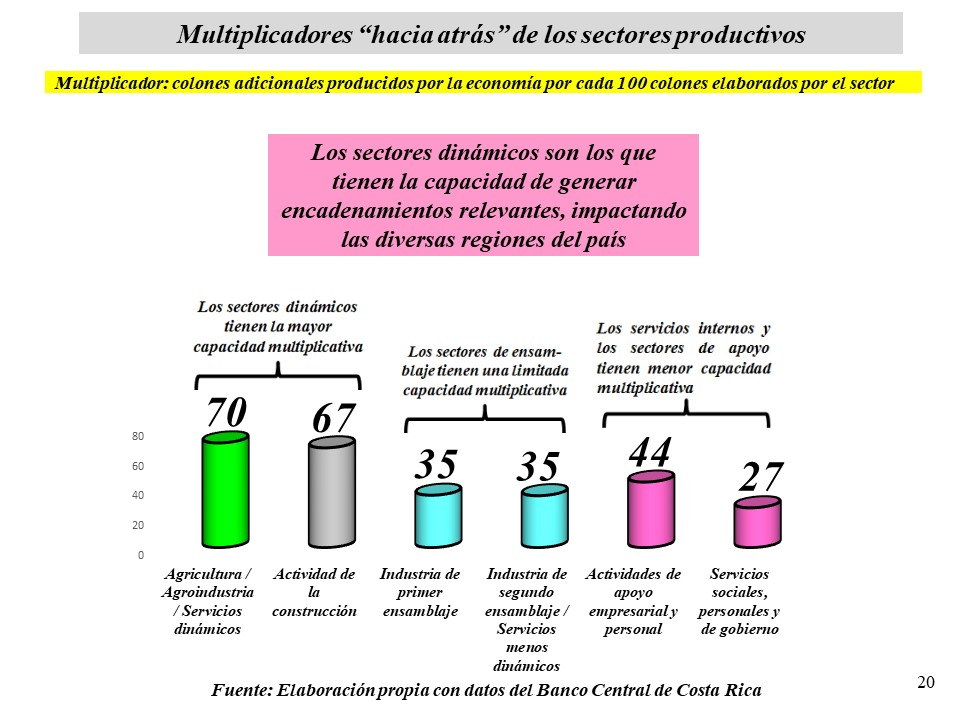 Multiplicadores “hacia atrás” de los sectores productivos
Multiplicador: colones adicionales producidos por la economía por cada 100 colones elaborados por el sector
Los sectores dinámicos son los que
tienen la capacidad de generar
encadenamientos relevantes, impactando
las diversas regiones del país
Los sectores dinámicos
tienen la mayor
capacidad multiplicativa
Los sectores de ensam-
blaje tienen una limitada
capacidad multiplicativa
Los servicios internos y
los sectores de apoyo
tienen menor capacidad
multiplicativa
70
67
35
35
44
27
80
60
40
20
0
Agricultura /
Agroindustria
/ Servicios
dinámicos
Actividad de
la
construcción
Industria de
primer
ensamblaje
Industria de
segundo
ensamblaje /
Servicios
menos
dinámicos
Actividades de
apoyo
empresarial y
personal
Servicios
sociales,
personales y
de gobierno
Fuente: Elaboración propia con datos del Banco Central de Costa Rica
20